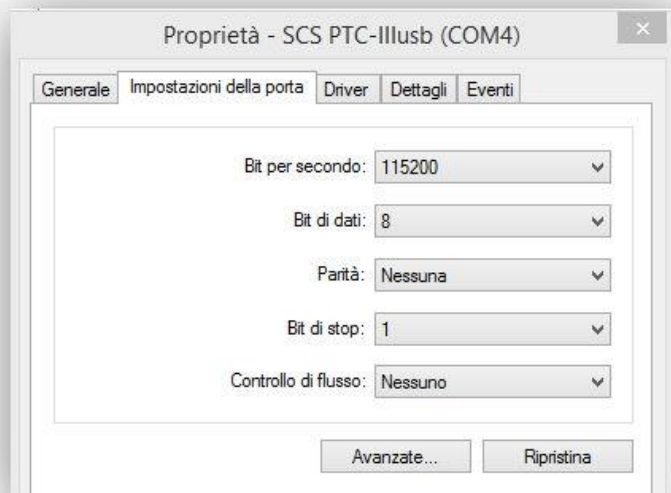 Proprietà - SCS PTC-IIIusb (COM4)
Generale Impostazioni della porta Driver Dettagli Eventi
Bit per secondo: 115200
Bit di dati: 8
Parità: Nessuna
Bit di stop: 1
Controllo di flusso: Nessuno
Avanzate... Ripristina